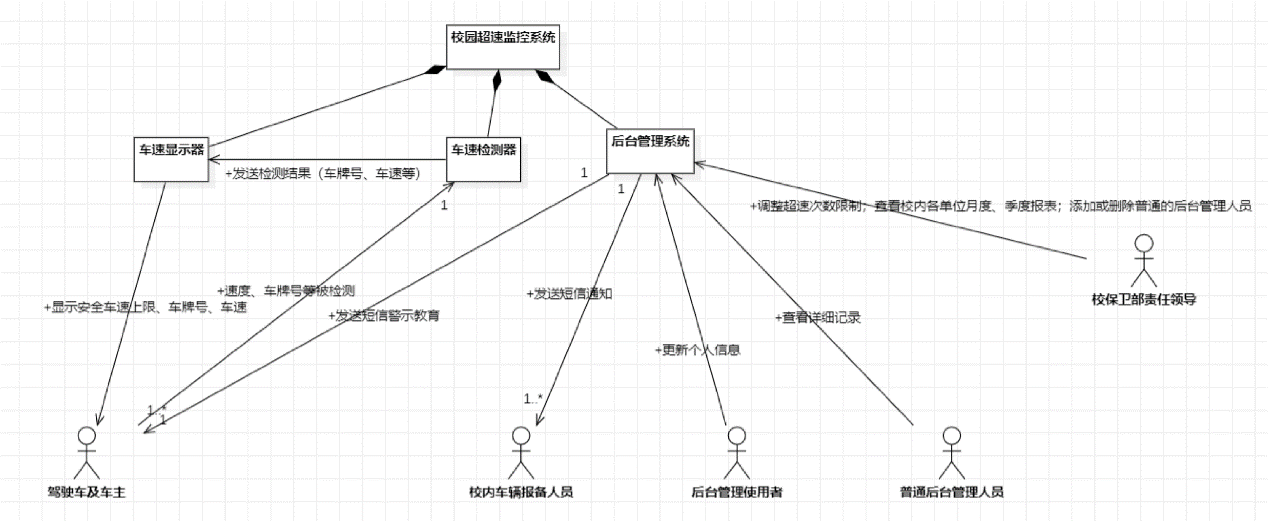 校园超速监控系统
车速显示器
车速检测器
后台管理系统
+发送检测结果（车牌号、车速等）
1
1
1
+调整超速次数限制；查看校内各单位月度、季度报表；添加或删除普通的后台管理人员
校保卫部责任领导
+速度、车牌号等被检测
+发送短信通知
+显示安全车速上限、车牌号、车速
+发送短信警示教育
+查看详细记录
+更新个人信息
1..*
1..*
1
驾驶车及车主
校内车辆报备人员
后台管理使用者
普通后台管理人员